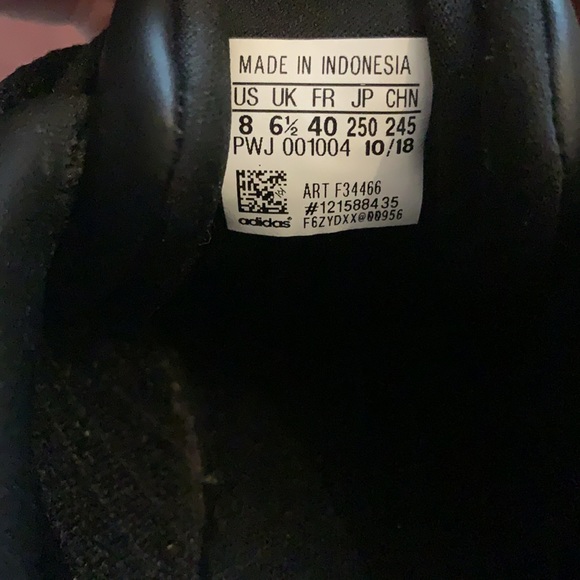 MADE IN INDONESIA
US UK FR JP CHN
8 6½ 40 250 245
PWJ 001004 10/18
ART F34466
#121588435
adidas F6ZYDXX@00956